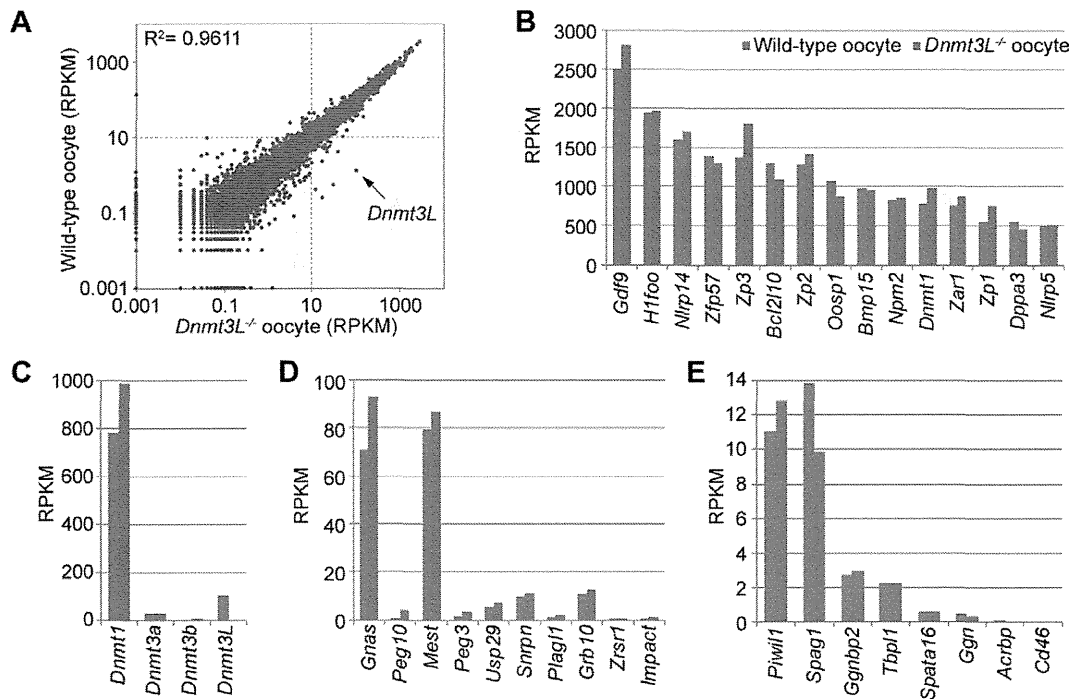 A
R²= 0.9611
Wild-type oocyte (RPKM)
1000
10
0.1
0.001
0.001
0.1
10
1000
Dnmt3L-/- oocyte (RPKM)
Dnmt3L
B
Wild-type oocyte
Dnmt3L-/- oocyte
RPKM
3000
2500
2000
1500
1000
500
0
Gdf9
H1foo
Nlrp14
Zfp57
Zp3
Bcl2l10
Zp2
Oosp1
Bmp15
Npm2
Dnmt1
Zar1
Zp1
Dppa3
Nlrp5
C
RPKM
1000
800
600
400
200
0
Dnmt1
Dnmt3a
Dnmt3b
Dnmt3L
D
RPKM
100
80
60
40
20
0
Gnas
Peg10
Mest
Peg3
Usp29
Snrpn
Plagl1
Grb10
Zrsr1
Impact
E
RPKM
14
12
10
8
6
4
2
0
Piwil1
Spag1
Ggnbp2
Tbpl1
Spata16
Ggn
Acrbp
Cd46